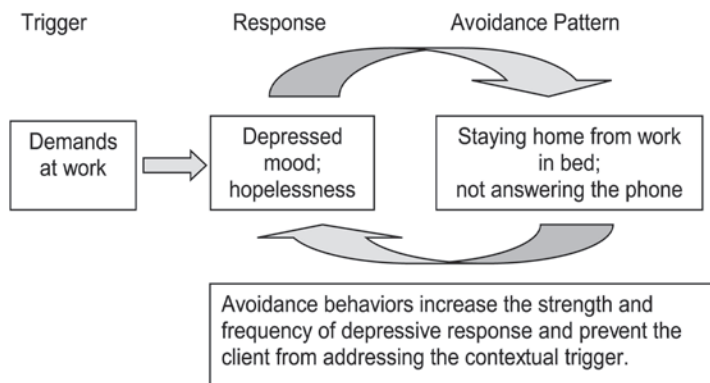 Trigger
Response
Avoidance Pattern
Demands
at work
Depressed
mood;
hopelessness
Staying home from work
in bed;
not answering the phone
Avoidance behaviors increase the strength and
frequency of depressive response and prevent the
client from addressing the contextual trigger.